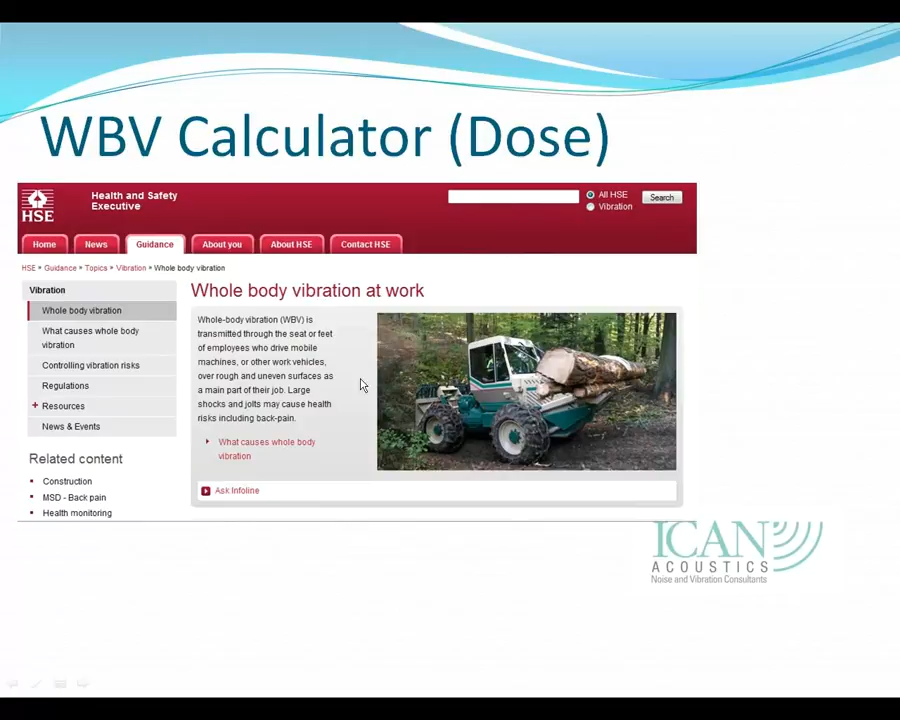 WBV Calculator (Dose)
HSE
Health and Safety
Executive
All HSE
Vibration
Search
Home
News
Guidance
About you
About HSE
Contact HSE
HSE » Guidance » Topics » Vibration » Whole body vibration
Vibration
Whole body vibration
What causes whole body
vibration
Controlling vibration risks
Regulations
+ Resources
News & Events
Related content
Construction
MSD - Back pain
Health monitoring
Whole body vibration at work
Whole-body vibration (WBV) is
transmitted through the seat or feet
of employees who drive mobile
machines, or other work vehicles,
over rough and uneven surfaces as
a main part of their job. Large
shocks and jolts may cause health
risks including back-pain.
What causes whole body
vibration
Ask Infoline
ICAN
ACOUSTICS
Noise and Vibration Consultants